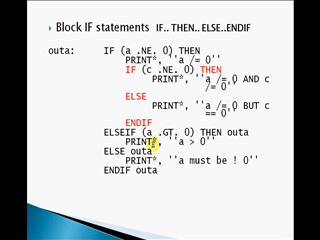 Block IF statements IF..THEN..ELSE..ENDIF
outa: IF (a .NE. 0) THEN
PRINT*, ''a /= 0''
IF (c .NE. 0) THEN
PRINT*, ''a /= 0 AND c
/= 0''
ELSE
PRINT*, ''a /= 0 BUT c
== 0''
ENDIF
ELSEIF (a .GT. 0) THEN outa
PRINT*, ''a > 0''
ELSE outa
PRINT*, ''a must be ! 0''
ENDIF outa